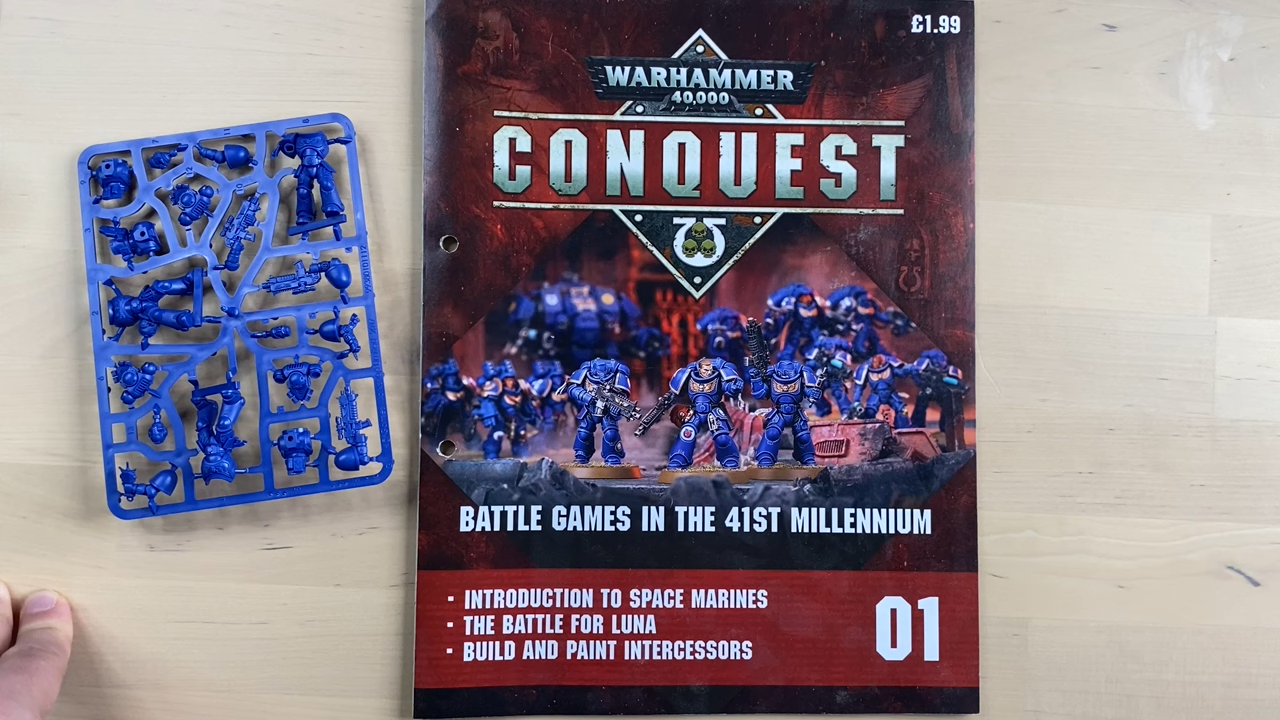 £1.99
WARHAMMER
40,000
CONQUEST
BATTLE GAMES IN THE 41ST MILLENNIUM
· INTRODUCTION TO SPACE MARINES
· THE BATTLE FOR LUNA
· BUILD AND PAINT INTERCESSORS
01